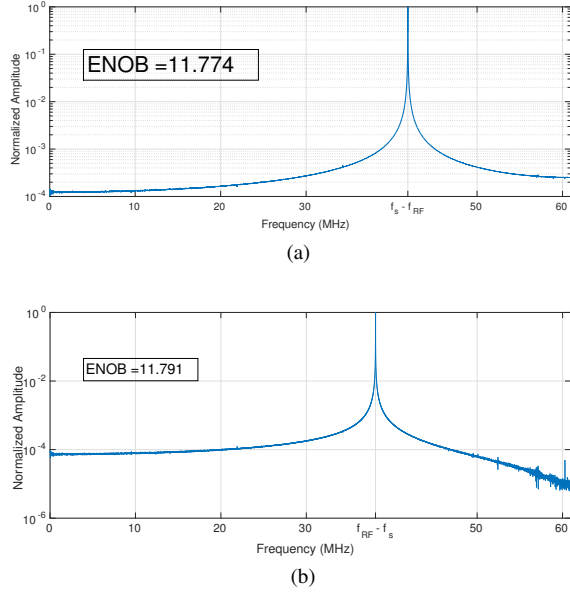 10^0
10^-1
10^-2
10^-3
10^-4
Normalized Amplitude
ENOB =11.774
0 10 20 30 f_s - f_RF 50 60
Frequency (MHz)
(a)
10^0
10^-2
10^-4
10^-6
Normalized Amplitude
ENOB =11.791
0 10 20 30 f_RF - f_s 50 60
Frequency (MHz)
(b)